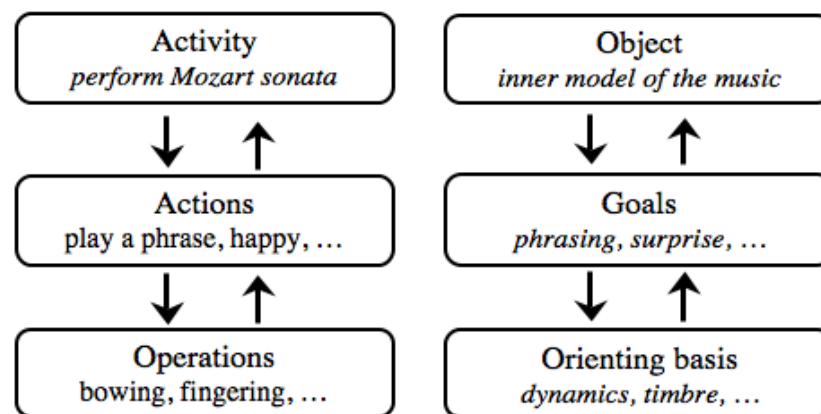 Activity
perform Mozart sonata
Object
inner model of the music
Actions
play a phrase, happy, …
Goals
phrasing, surprise, …
Operations
bowing, fingering, …
Orienting basis
dynamics, timbre, …